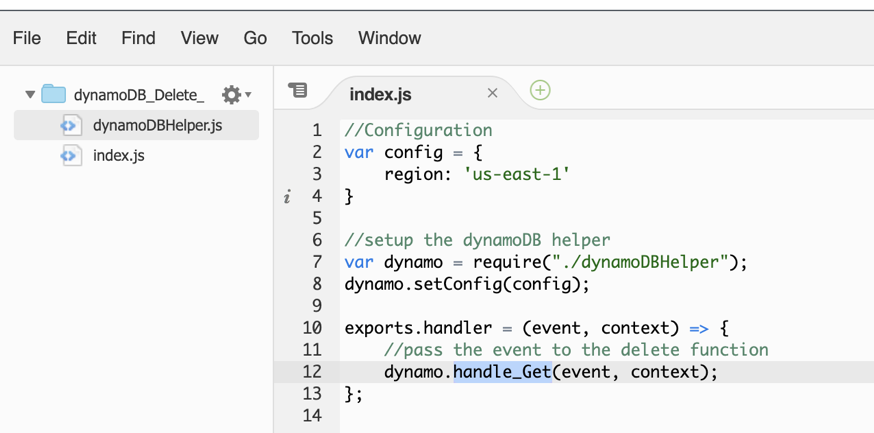 File Edit Find View Go Tools Window
dynamoDB_Delete_
dynamoDBHelper.js
index.js
index.js
1 //Configuration
2 var config = {
3     region: 'us-east-1'
i 4 }
5
6 //setup the dynamoDB helper
7 var dynamo = require("./dynamoDBHelper");
8 dynamo.setConfig(config);
9
10 exports.handler = (event, context) => {
11     //pass the event to the delete function
12     dynamo.handle_Get(event, context);
13 };
14